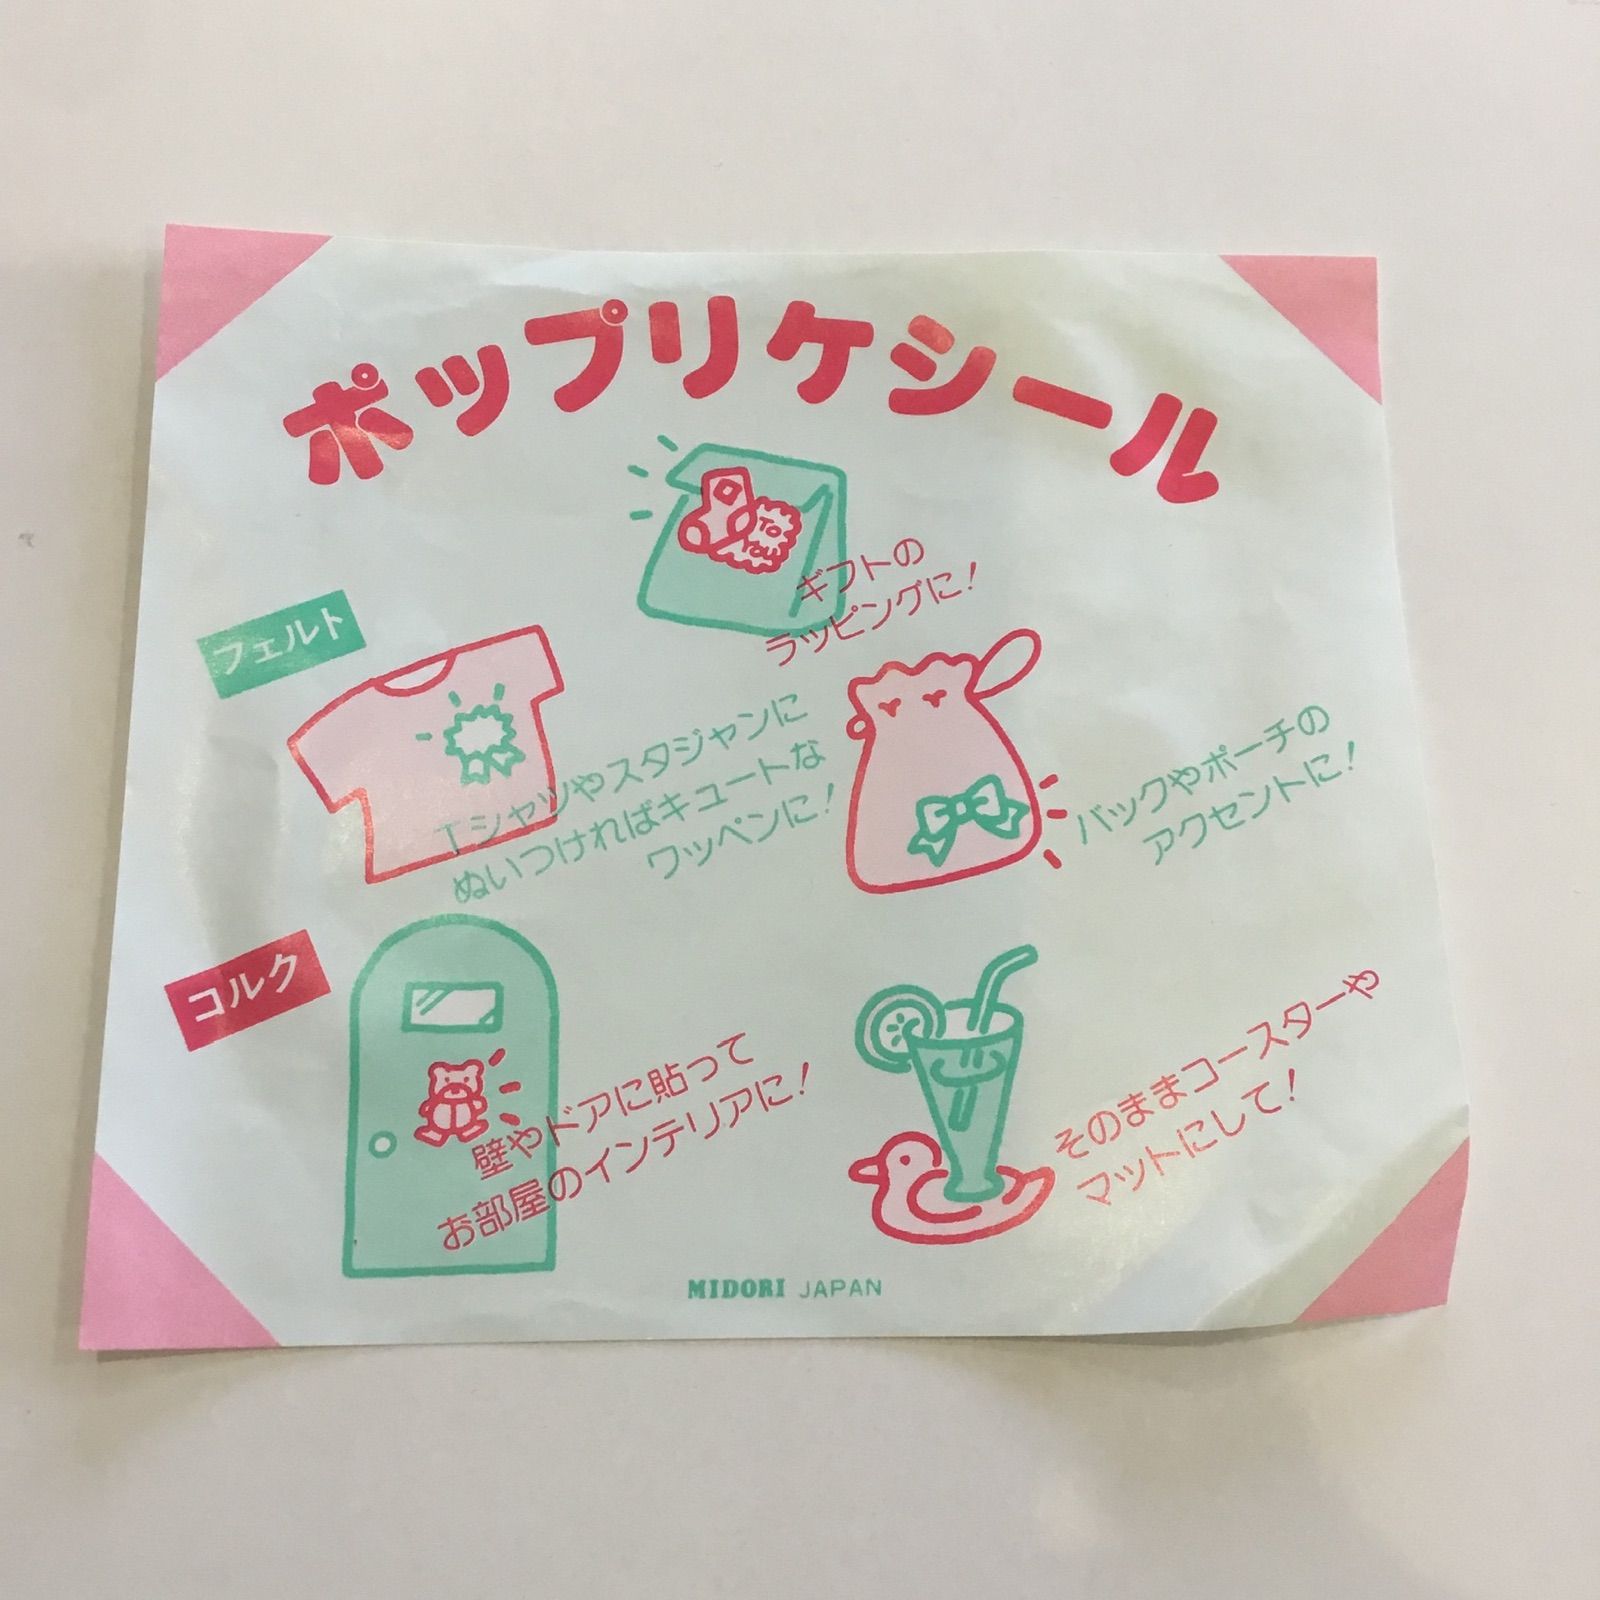 ポップリケシール
TO
YOU
ギフトの
ラッピングに!
フェルト
Tシャツやスタジャンに
ぬいつければキュートな
ワッペンに!
バックやポーチの
アクセントに!
コルク
壁やドアに貼って
お部屋のインテリアに!
そのままコースターや
マットにして!
MIDORI JAPAN